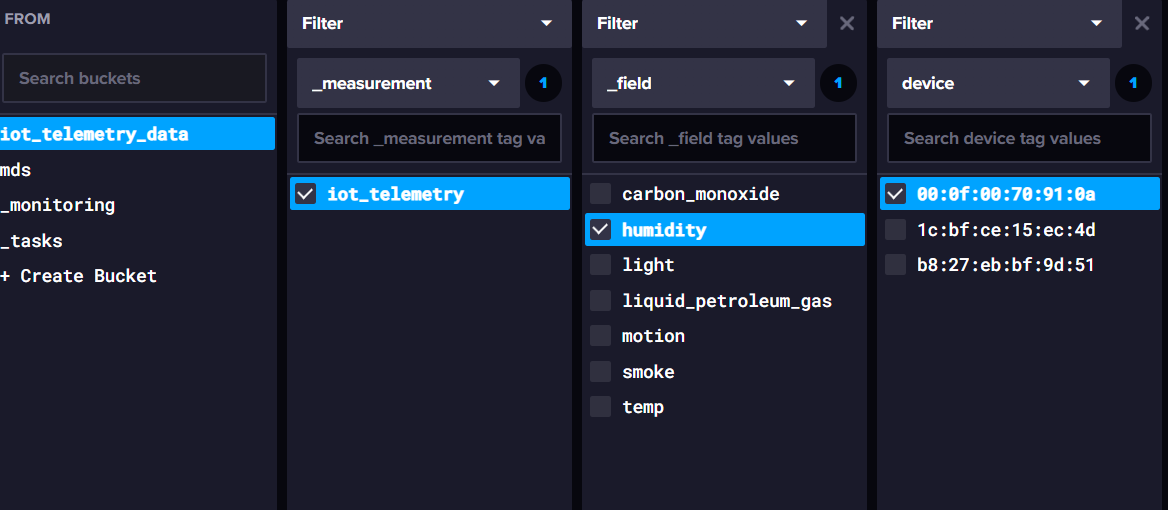 FROM
Search buckets
iot_telemetry_data
mds
_monitoring
_tasks
+ Create Bucket
Filter
_measurement
1
Search _measurement tag va
iot_telemetry
Filter
_field
1
Search _field tag values
carbon_monoxide
humidity
light
liquid_petroleum_gas
motion
smoke
temp
Filter
device
1
Search device tag values
00:0f:00:70:91:0a
1c:bf:ce:15:ec:4d
b8:27:eb:bf:9d:51